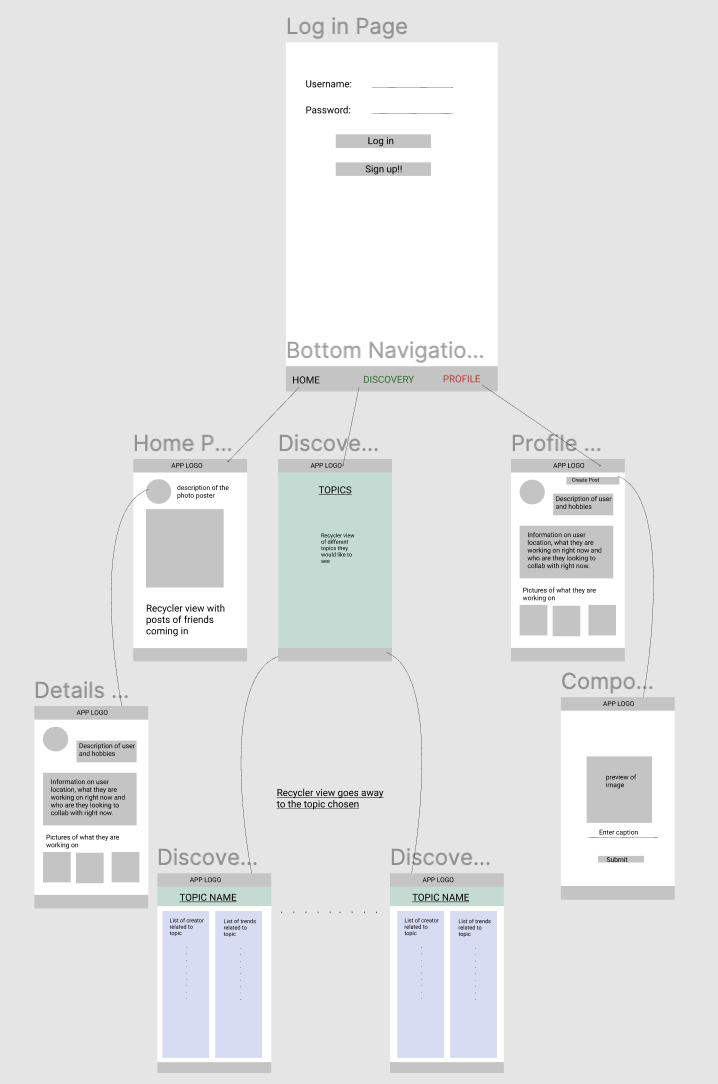 Log in Page
Username:
Password:
Log in
Sign up!!
Bottom Navigatio...
HOME
DISCOVERY
PROFILE
Home P...
APP LOGO
description of the
photo poster
Recycler view with
posts of friends
coming in
Discove...
APP LOGO
TOPICS
Recycler view
of different
topics they
would like to
see
Profile ...
APP LOGO
Create Post
Description of user
and hobbies
Information on user
location, what they are
working on right now and
who are they looking to
collab with right now.
Pictures of what they are
working on
Details ...
APP LOGO
Description of user
and hobbies
Information on user
location, what they are
working on right now and
who are they looking to
collab with right now.
Pictures of what they are
working on
Compo...
APP LOGO
preview of
image
Enter caption
Submit
Recycler view goes away
to the topic chosen
Discove...
APP LOGO
TOPIC NAME
List of creator
related to
topic
List of trends
related to
topic
Discove...
APP LOGO
TOPIC NAME
List of creator
related to
topic
List of trends
related to
topic